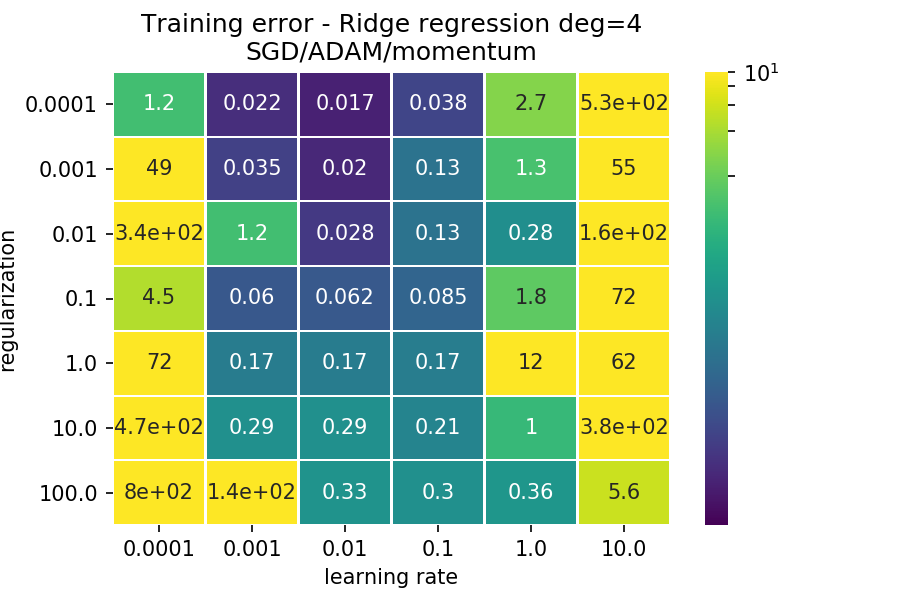 Training error - Ridge regression deg=4
SGD/ADAM/momentum
10¹
0.0001 1.2 0.022 0.017 0.038 2.7 5.3e+02
0.001 49 0.035 0.02 0.13 1.3 55
0.01 3.4e+02 1.2 0.028 0.13 0.28 1.6e+02
0.1 4.5 0.06 0.062 0.085 1.8 72
1.0 72 0.17 0.17 0.17 12 62
10.0 4.7e+02 0.29 0.29 0.21 1 3.8e+02
100.0 8e+02 1.4e+02 0.33 0.3 0.36 5.6
regularization
0.0001 0.001 0.01 0.1 1.0 10.0
learning rate